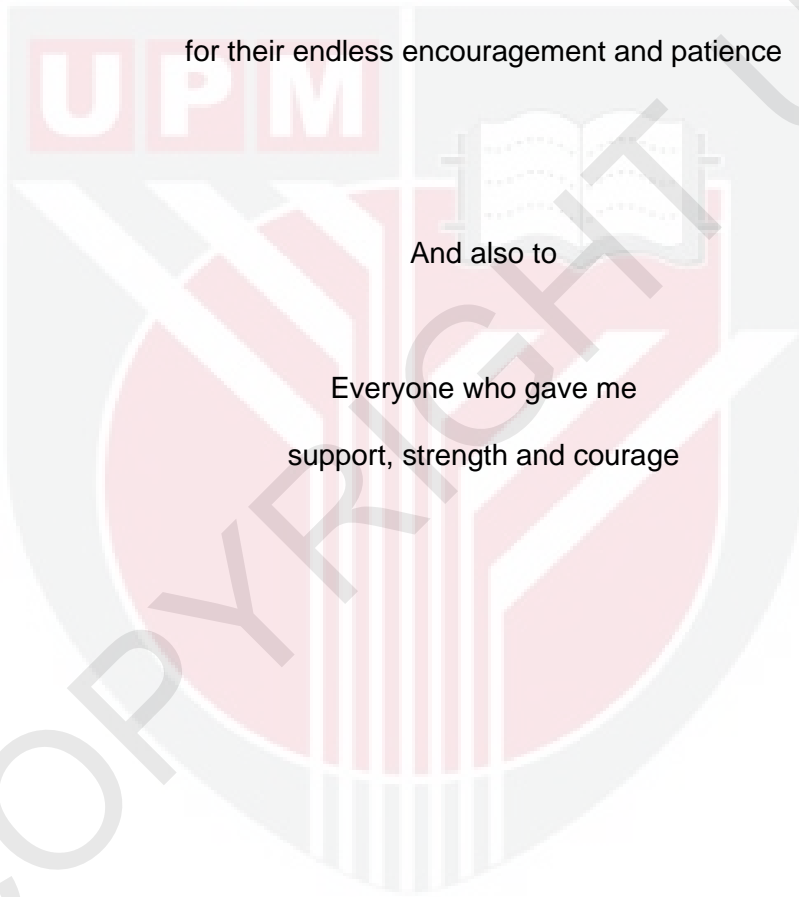 for their endless encouragement and patience
UPM
And also to
Everyone who gave me
support, strength and courage
COPYRIGHT U